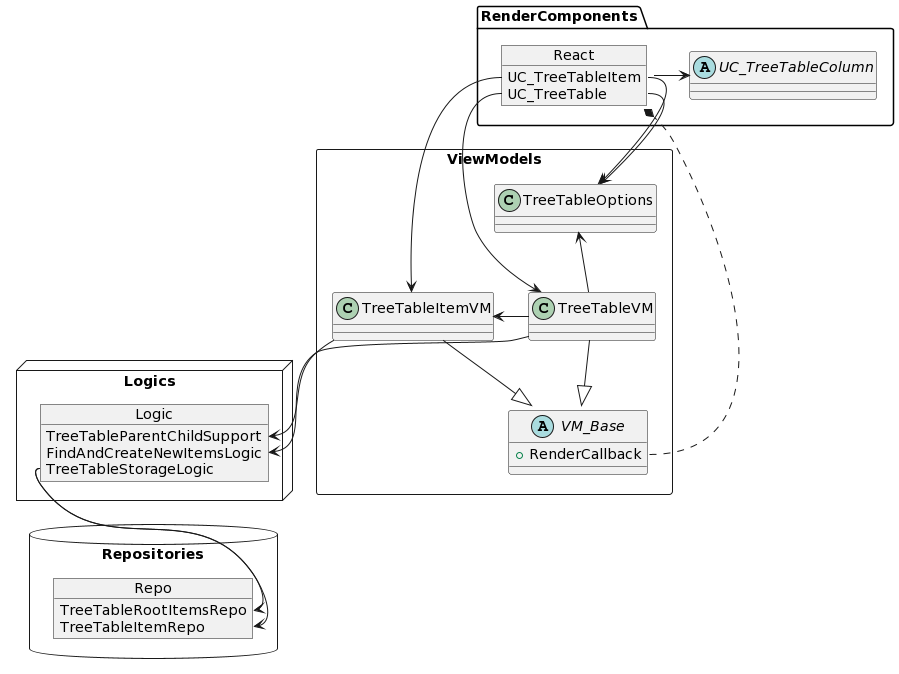 RenderComponents
React
UC_TreeTableItem
UC_TreeTable
A UC_TreeTableColumn
ViewModels
C TreeTableOptions
C TreeTableItemVM
C TreeTableVM
A VM_Base
RenderCallback
Logics
Logic
TreeTableParentChildSupport
FindAndCreateNewItemsLogic
TreeTableStorageLogic
Repositories
Repo
TreeTableRootItemsRepo
TreeTableItemRepo